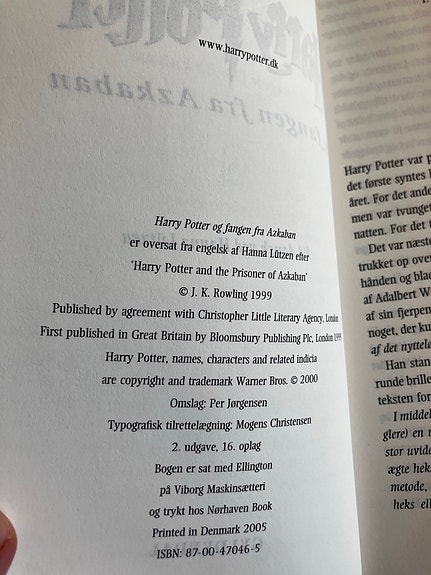 www.harrypotter.dk
Harry Potter og fangen fra Azkaban
er oversat fra engelsk af Hanna Lützen efter
'Harry Potter and the Prisoner of Azkaban'
© J. K. Rowling 1999
Published by agreement with Christopher Little Literary Agency, London
First published in Great Britain by Bloomsbury Publishing Plc, London 1999
Harry Potter, names, characters and related indicia
are copyright and trademark Warner Bros. © 2000
Omslag: Per Jørgensen
Typografisk tilrettelægning: Mogens Christensen
2. udgave, 16. oplag
Bogen er sat med Ellington
på Viborg Maskinsætteri
og trykt hos Nørhaven Book
Printed in Denmark 2005
ISBN: 87-00-47046-5
Harry Potter var
det første syntes
året. For det ande
men var tvunget
natten. For det
Det var næste
trukket op over
hånden og blad
af Adalbert W
af sin fjerpen
noget, der ku
af det nyttelø
Han stans
runde brille
teksten for
I middel
glere) en u
stor uvide
ægte heks
metode,
heks ell